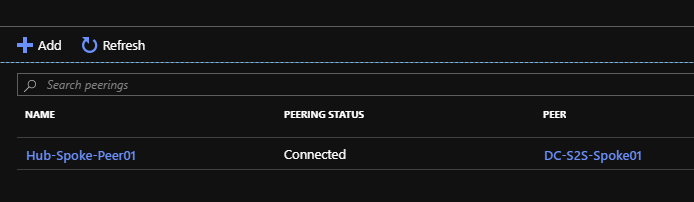 Add Refresh
Search peerings
NAME PEERING STATUS PEER
Hub-Spoke-Peer01 Connected DC-S2S-Spoke01